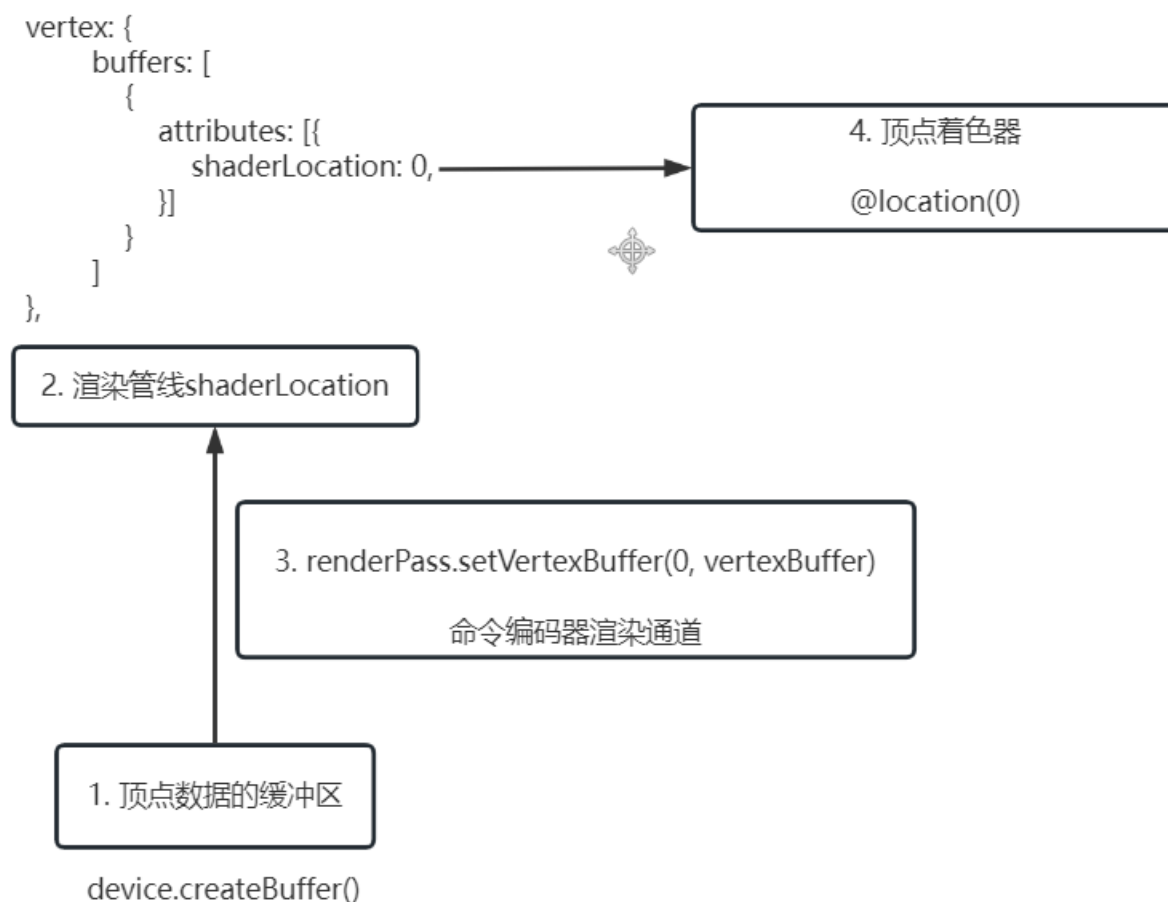 vertex: {
buffers: [
{
attributes: [{
shaderLocation: 0,
}]
}
]
},
4. 顶点着色器
@location(0)
2. 渲染管线shaderLocation
3. renderPass.setVertexBuffer(0, vertexBuffer)
命令编码器渲染通道
1. 顶点数据的缓冲区
device.createBuffer()